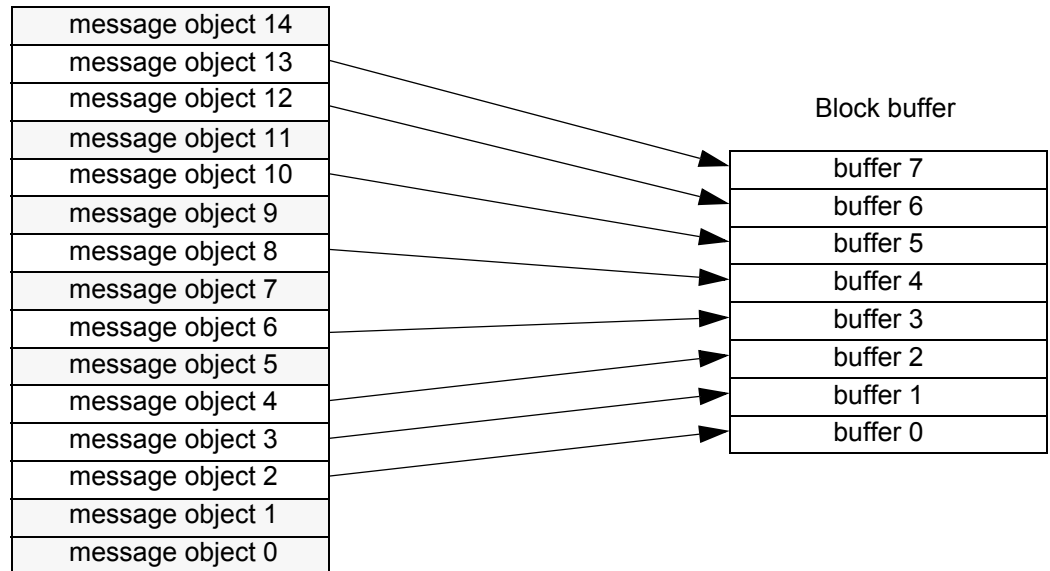 message object 14
message object 13
message object 12
message object 11
message object 10
message object 9
message object 8
message object 7
message object 6
message object 5
message object 4
message object 3
message object 2
message object 1
message object 0
Block buffer
buffer 7
buffer 6
buffer 5
buffer 4
buffer 3
buffer 2
buffer 1
buffer 0